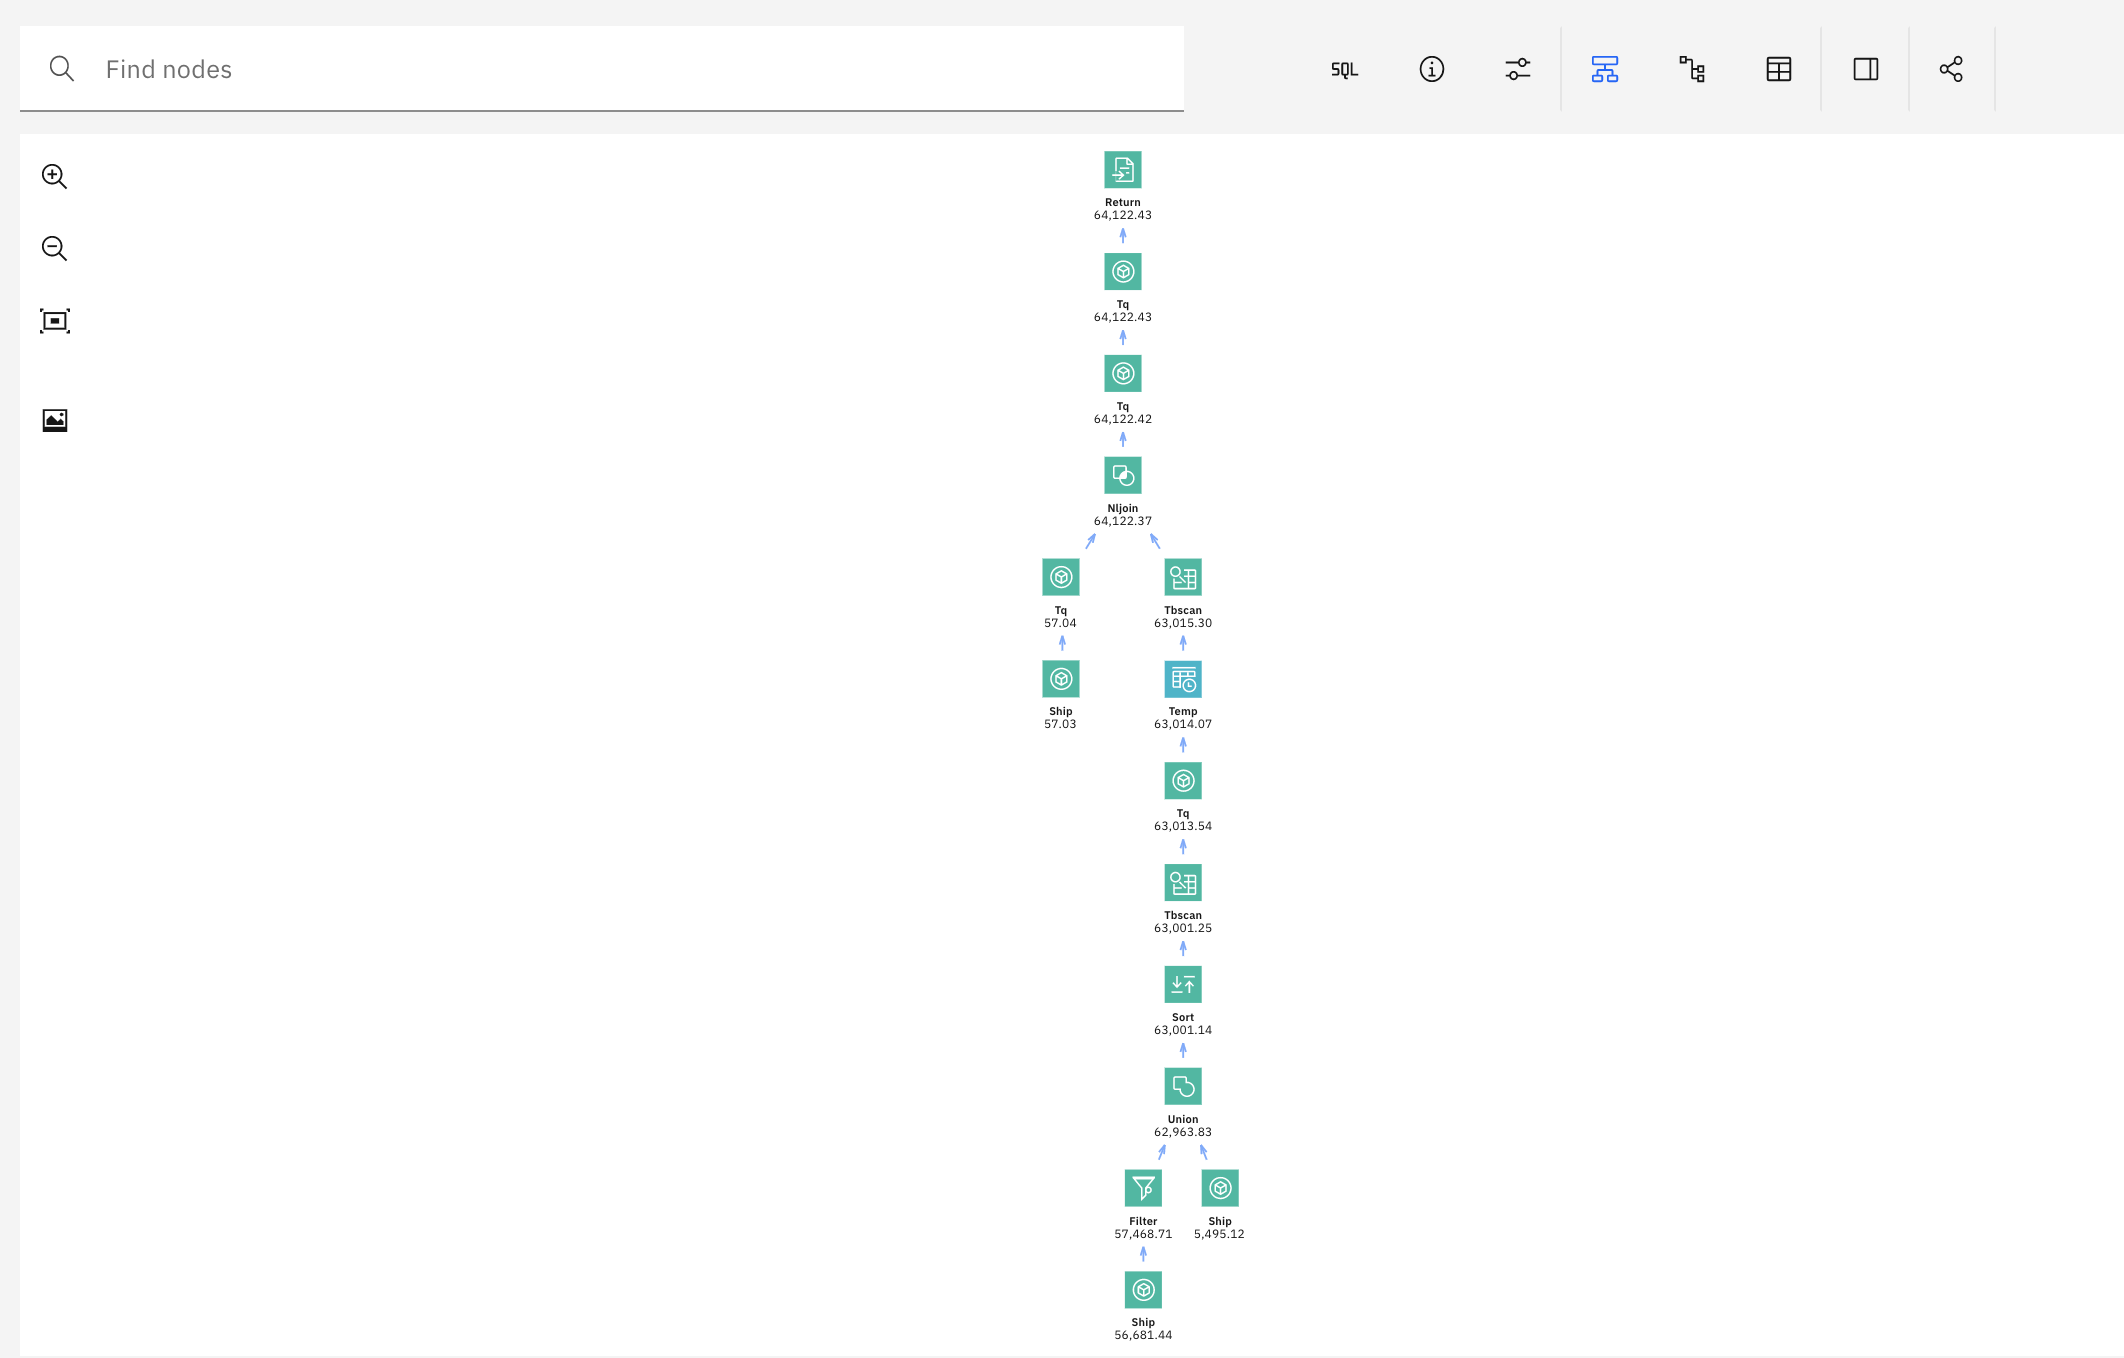 Find nodes
SQL
Return
64,122.43
Tq
64,122.43
Tq
64,122.42
Nljoin
64,122.37
Tq
57.04
Tbscan
63,015.30
Ship
57.03
Temp
63,014.07
Tq
63,013.54
Tbscan
63,001.25
Sort
63,001.14
Union
62,963.83
Filter
57,468.71
Ship
5,495.12
Ship
56,681.44